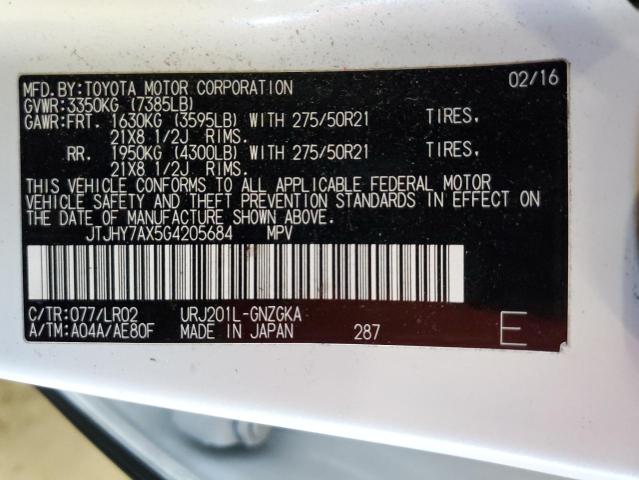 MFD.BY:TOYOTA MOTOR CORPORATION 02/16
GVWR:3350KG (7385LB)
GAWR:FRT. 1630KG (3595LB) WITH 275/50R21 TIRES.
21X8 1/2J RIMS.
RR. 1950KG (4300LB) WITH 275/50R21 TIRES.
21X8 1/2J RIMS.
THIS VEHICLE CONFORMS TO ALL APPLICABLE FEDERAL MOTOR
VEHICLE SAFETY AND THEFT PREVENTION STANDARDS IN EFFECT ON
THE DATE OF MANUFACTURE SHOWN ABOVE.
JTJHY7AX5G4205684 MPV
C/TR:077/LR02 URJ201L-GNZGKA
A/TM:A04A/AE80F MADE IN JAPAN 287 E